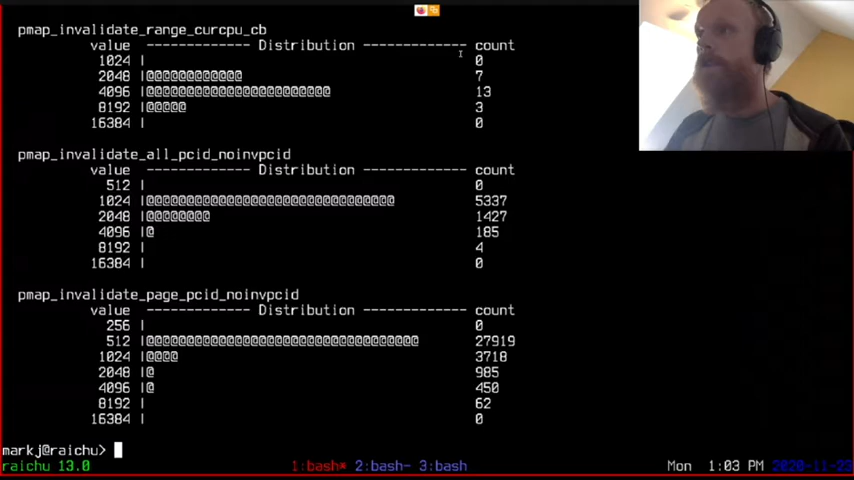 pmap_invalidate_range_curcpu_cb
value ------------- Distribution ------------- count
1024 | 0
2048 |@@@@@@@@@@@@ 7
4096 |@@@@@@@@@@@@@@@@@@@@@@@ 13
8192 |@@@@@ 3
16384 | 0
pmap_invalidate_all_pcid_noinvpcid
value ------------- Distribution ------------- count
512 | 0
1024 |@@@@@@@@@@@@@@@@@@@@@@@@@@@@@@@ 5337
2048 |@@@@@@@@ 1427
4096 |@ 185
8192 | 4
16384 | 0
pmap_invalidate_page_pcid_noinvpcid
value ------------- Distribution ------------- count
256 | 0
512 |@@@@@@@@@@@@@@@@@@@@@@@@@@@@@@@@@@ 27919
1024 |@@@@ 3718
2048 |@ 985
4096 |@ 450
8192 | 62
16384 | 0
markj@raichu>
raichu 13.0 1:bash* 2:bash- 3:bash Mon 1:03 PM 2020-11-23